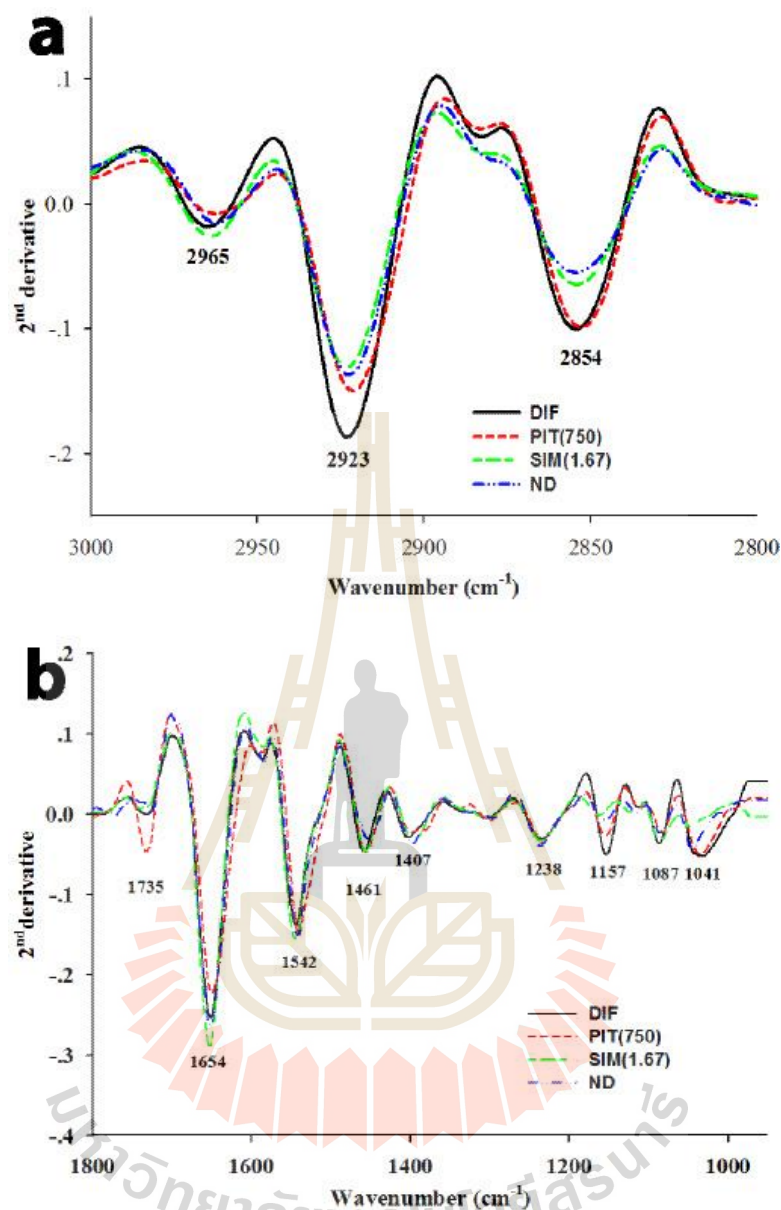 a
.1
0.0
-.1
-.2
2nd derivative
2965
2923
2854
DIF
PIT(750)
SIM(1.67)
ND
3000 2950 2900 2850 2800
Wavenumber (cm-1)
b
.2
.1
0.0
-.1
-.2
-.3
-.4
2nd derivative
1735
1654
1542
1461
1407
1238
1157
1087
1041
DIF
PIT(750)
SIM(1.67)
ND
1800 1600 1400 1200 1000
Wavenumber (cm-1)